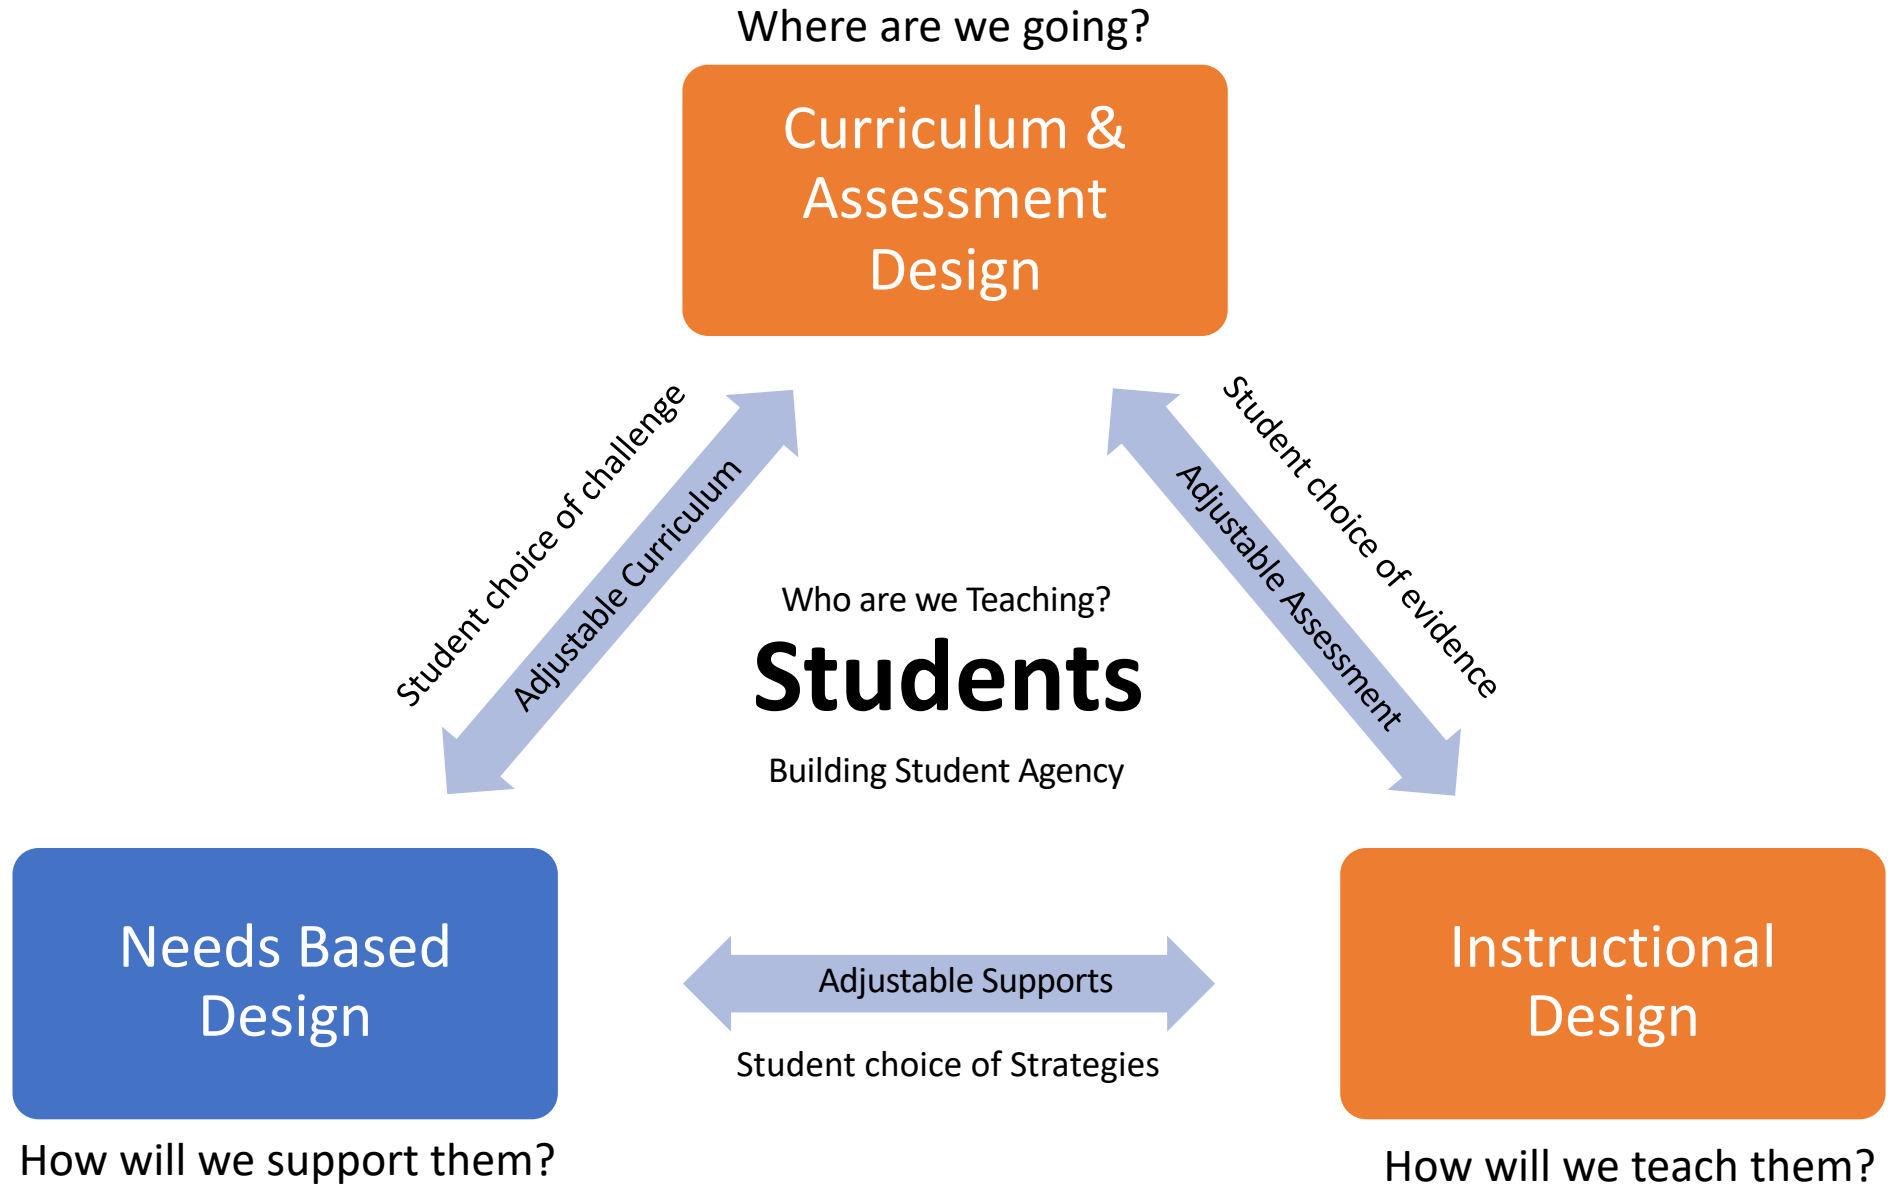 Where are we going?
Curriculum &
Assessment
Design
Student choice of challenge
Adjustable Curriculum
Student choice of evidence
Adjustable Assessment
Who are we Teaching?
Students
Building Student Agency
Needs Based
Design
Adjustable Supports
Student choice of Strategies
Instructional
Design
How will we support them?
How will we teach them?